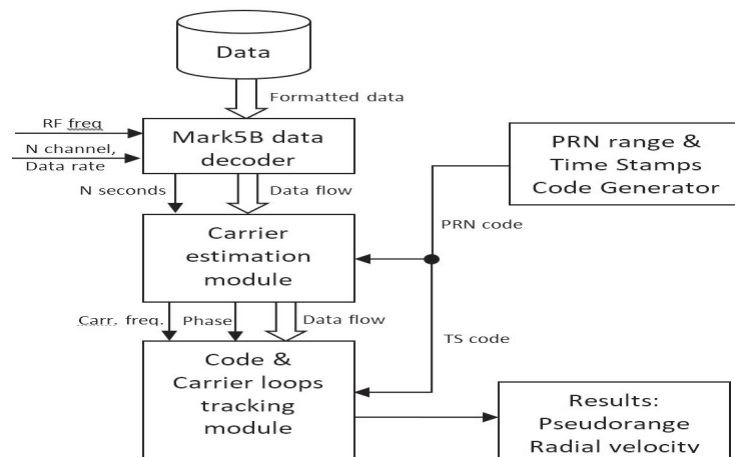 Data
Formatted data
RF freq
Mark5B data
decoder
N channel,
Data rate
PRN range &
Time Stamps
Code Generator
N seconds
Data flow
PRN code
Carrier
estimation
module
Carr. freq.
Phase
Data flow
TS code
Code &
Carrier loops
tracking
module
Results:
Pseudorange
Radial velocity